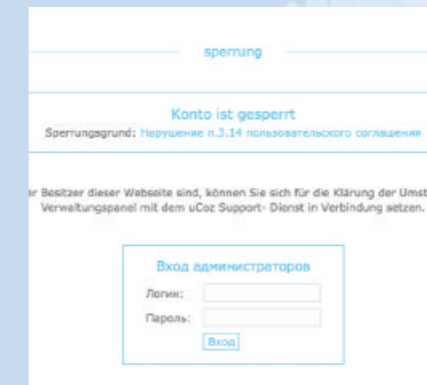 sperrung
Konto ist gesperrt
Sperrungsgrund: Нарушение п.3.14 пользовательского соглашения
er Besitzer dieser Webseite sind, können Sie sich für die Klärung der Umst
Verwaltungspanel mit dem uCoz Support- Dienst in Verbindung setzen.
Вход администраторов
Логин:
Пароль:
Вход